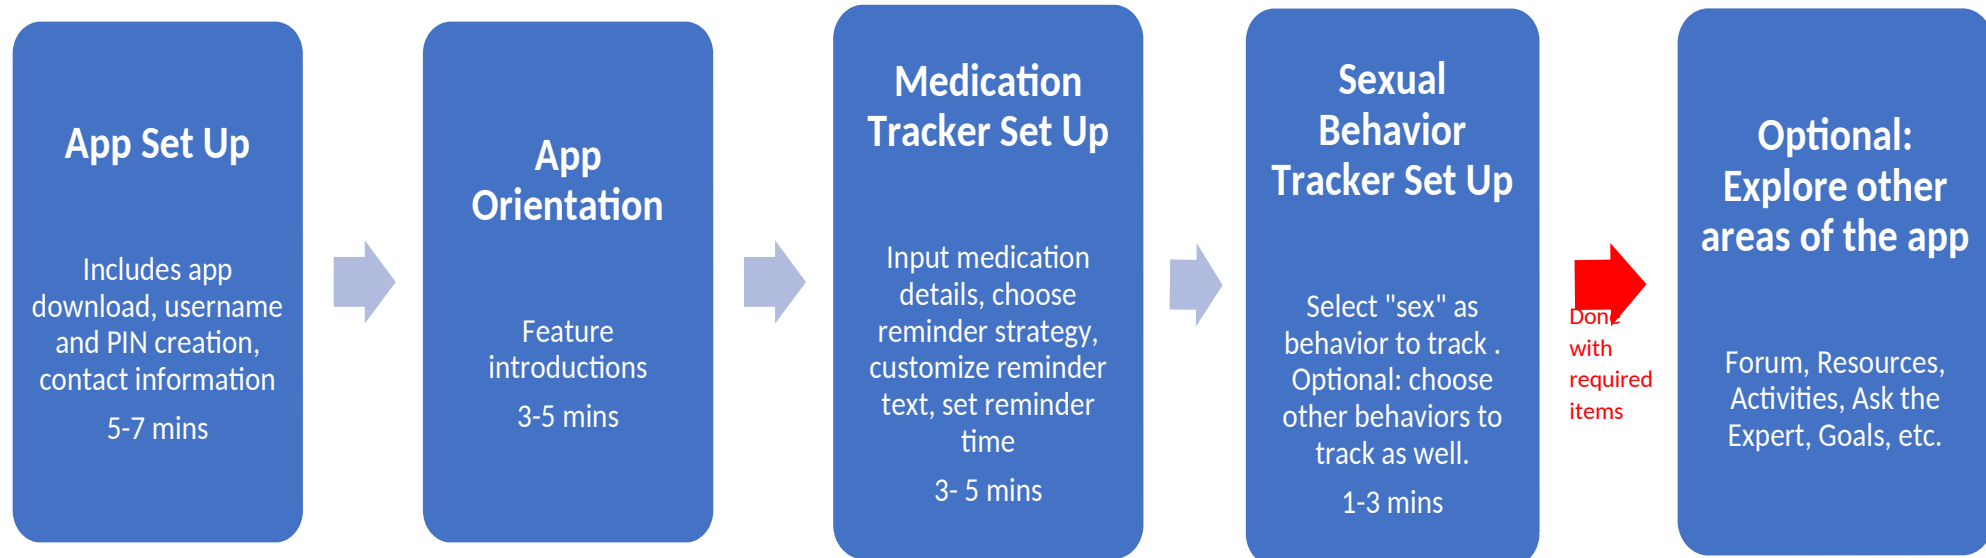 App Set Up
Includes app
download, username
and PIN creation,
contact information
5-7 mins
App
Orientation
Feature
introductions
3-5 mins
Medication
Tracker Set Up
Input medication
details, choose
reminder strategy,
customize reminder
text, set reminder
time
3- 5 mins
Sexual
Behavior
Tracker Set Up
Select "sex" as
behavior to track .
Optional: choose
other behaviors to
track as well.
1-3 mins
Done
with
required
items
Optional:
Explore other
areas of the app
Forum, Resources,
Activities, Ask the
Expert, Goals, etc.